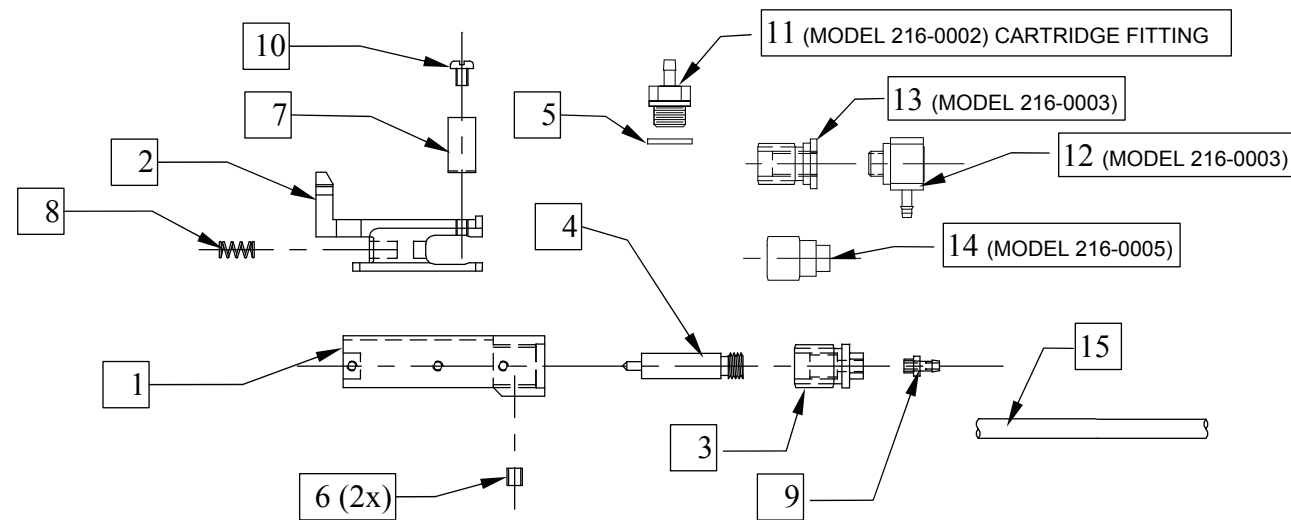 11 (MODEL 216-0002) CARTRIDGE FITTING
10
13 (MODEL 216-0003)
7
5
2
12 (MODEL 216-0003)
8
4
14 (MODEL 216-0005)
15
1
3
6 (2x)
9